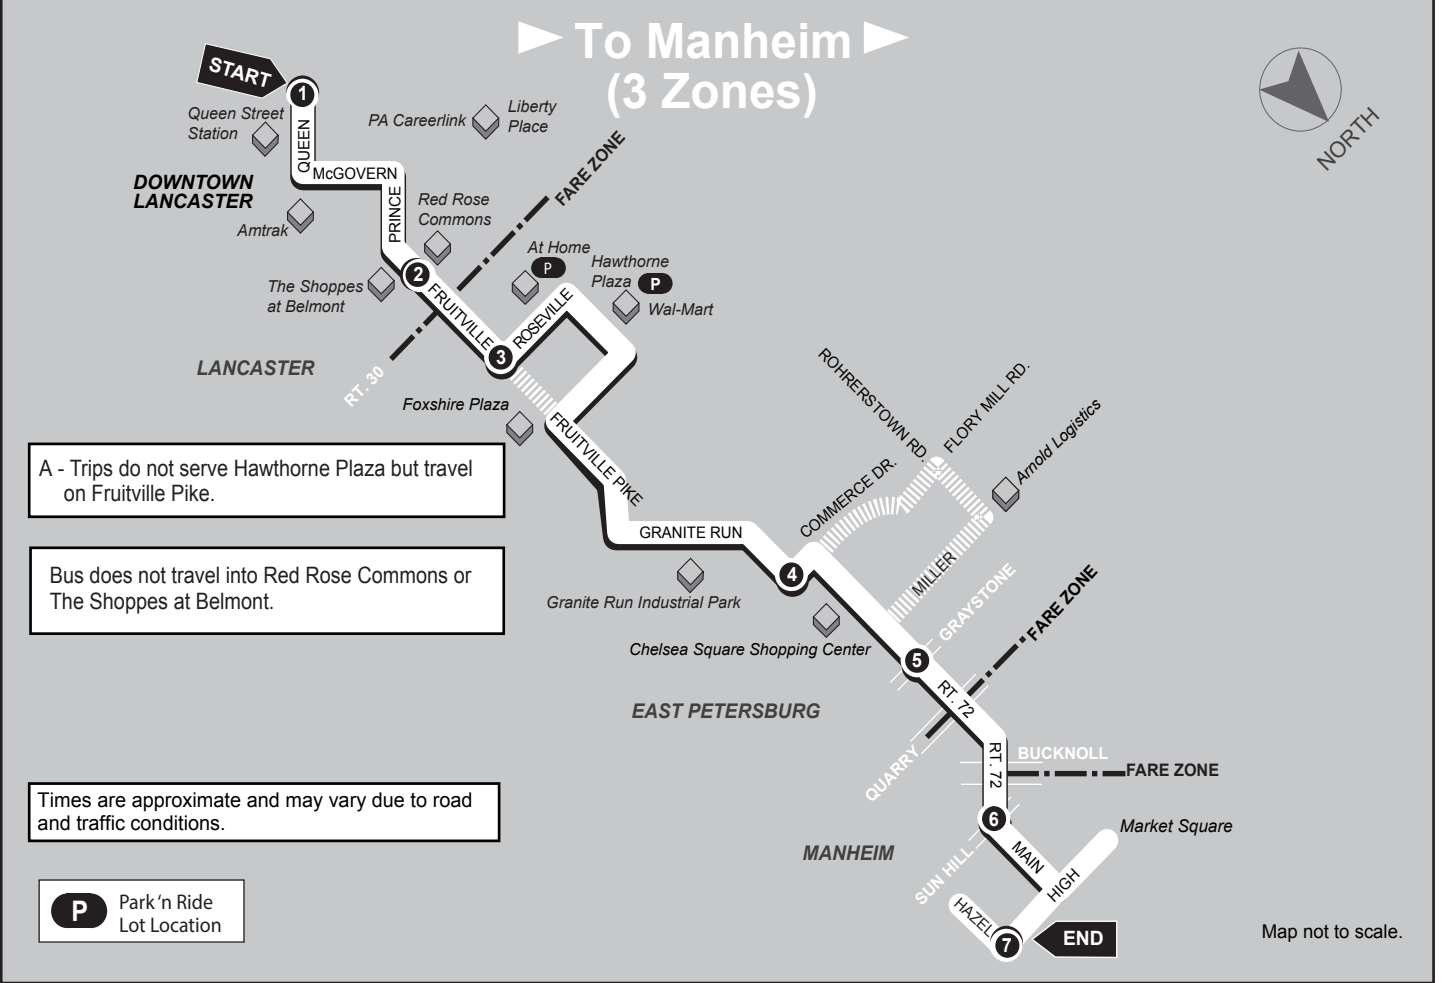 To Manheim
(3 Zones)
START
1
Queen Street
Station
QUEEN
PA Careerlink
Liberty
Place
NORTH
McGOVERN
DOWNTOWN
LANCASTER
Amtrak
PRINCE
Red Rose
Commons
FARE ZONE
The Shoppes
at Belmont
2
FRUITVILLE
At Home
P
Hawthorne
Plaza
P
Wal-Mart
ROSEVILLE
3
LANCASTER
RT. 30
Foxshire Plaza
FRUITVILLE PIKE
ROHRERSTOWN RD.
FLORY MILL RD.
Arnold Logistics
COMMERCE DR.
A - Trips do not serve Hawthorne Plaza but travel
on Fruitville Pike.
GRANITE RUN
4
MILLER
GRAYSTONE
Bus does not travel into Red Rose Commons or
The Shoppes at Belmont.
Granite Run Industrial Park
Chelsea Square Shopping Center
FARE ZONE
5
EAST PETERSBURG
RT. 72
QUARRY
RT. 72
BUCKNOLL
FARE ZONE
Times are approximate and may vary due to road
and traffic conditions.
6
Market Square
MANHEIM
SUN HILL
MAIN
HIGH
HAZEL
7
END
P
Park 'n Ride
Lot Location
Map not to scale.